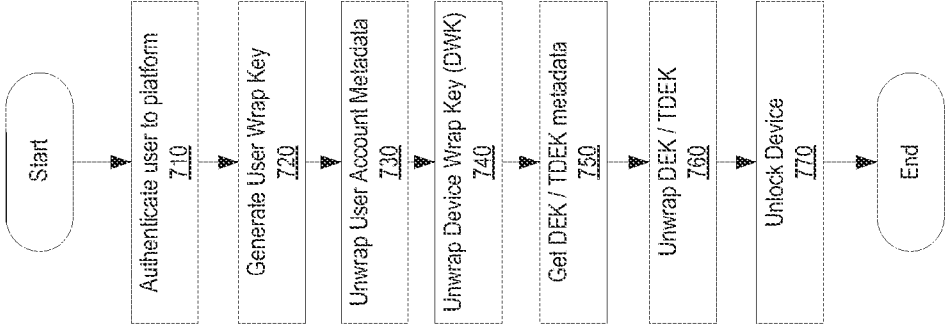 Start
Authenticate user to platform
710
Generate User Wrap Key
720
Unwrap User Account Metadata
730
Unwrap Device Wrap Key (DWK)
740
Get DEK / TDEK metadata
750
Unwrap DEK / TDEK
760
Unlock Device
770
End